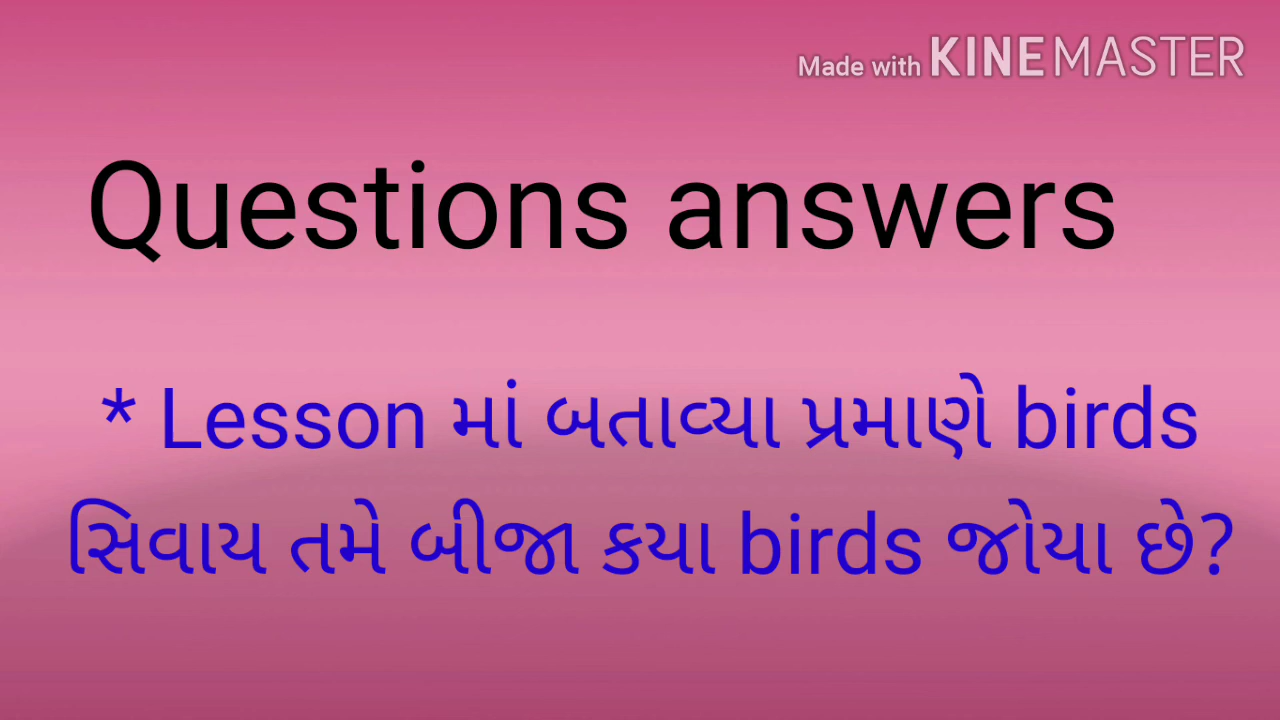 Made with KINEMASTER
Questions answers
* Lesson માં બતાવ્યા પ્રમાણે birds
સિવાય તમે બીજા કયા birds જોયા છે?